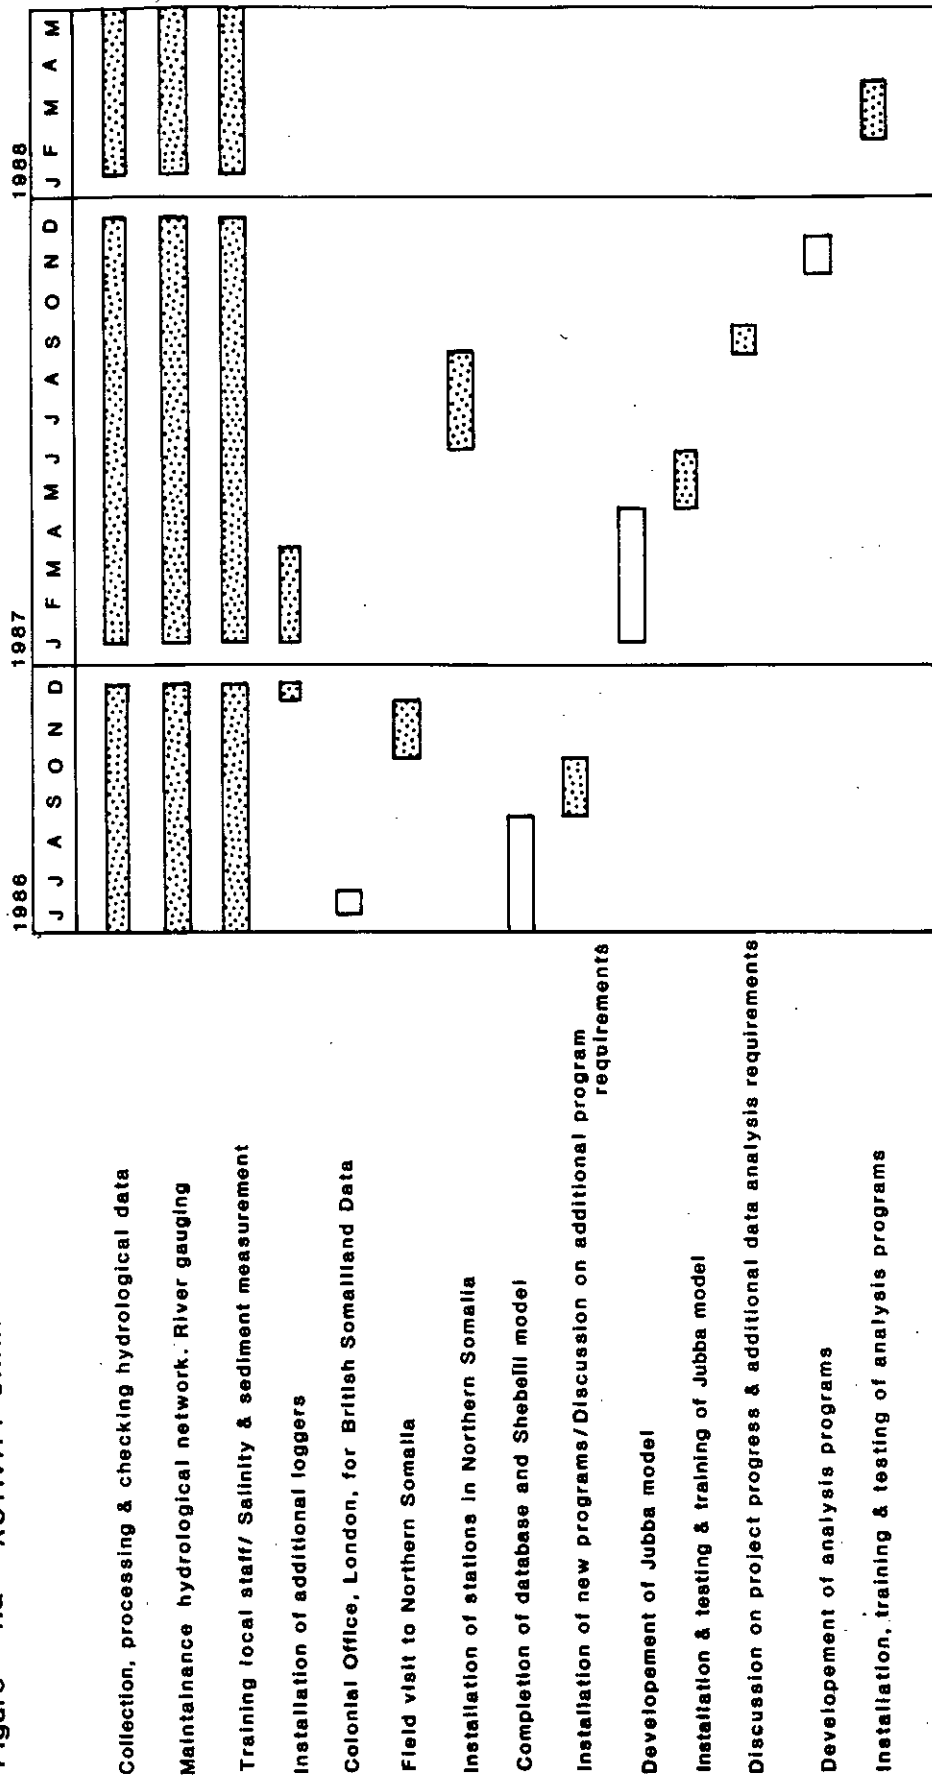 1986 1987 1988
J J A S O N D J F M A M J J A S O N D J F M A M
Collection, processing & checking hydrological data
Maintainance hydrological network. River gauging
Training local staff/ Salinity & sediment measurement
Installation of additional loggers
Colonial Office, London, for British Somaliland Data
Field visit to Northern Somalia
Installation of stations in Northern Somalia
Completion of database and Shebelli model
Installation of new programs/Discussion on additional program
requirements
Developement of Jubba model
Installation & testing & training of Jubba model
Discussion on project progress & additional data analysis requirements
Developement of analysis programs
Installation, training & testing of analysis programs